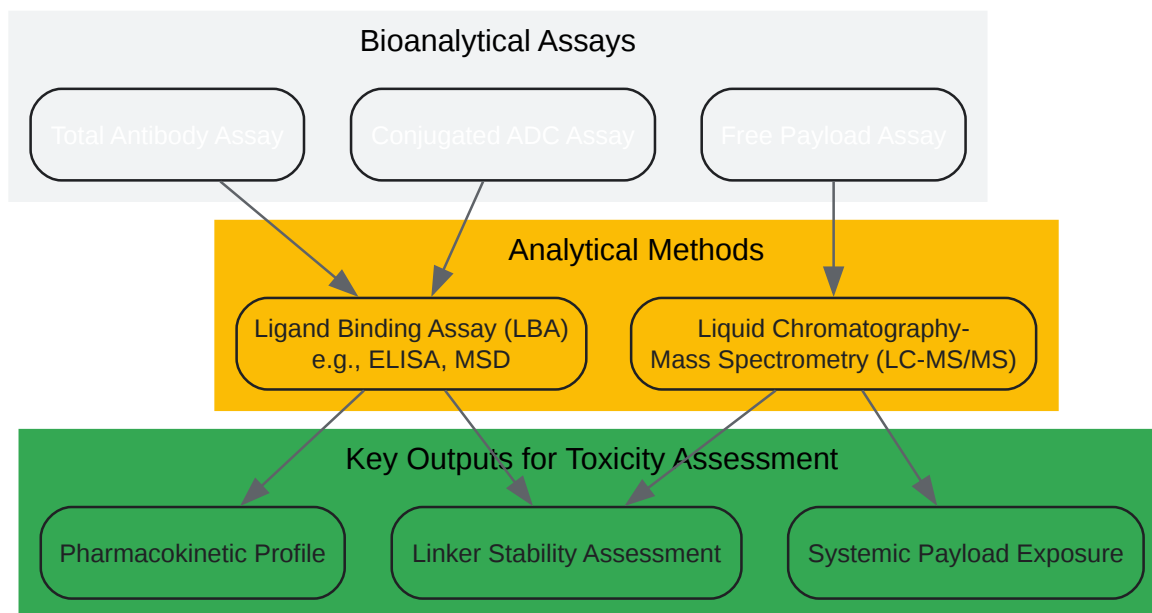 Bioanalytical Assays
Total Antibody Assay
Conjugated ADC Assay
Free Payload Assay
Analytical Methods
Ligand Binding Assay (LBA)
e.g., ELISA, MSD
Liquid Chromatography-
Mass Spectrometry (LC-MS/MS)
Key Outputs for Toxicity Assessment
Pharmacokinetic Profile
Linker Stability Assessment
Systemic Payload Exposure